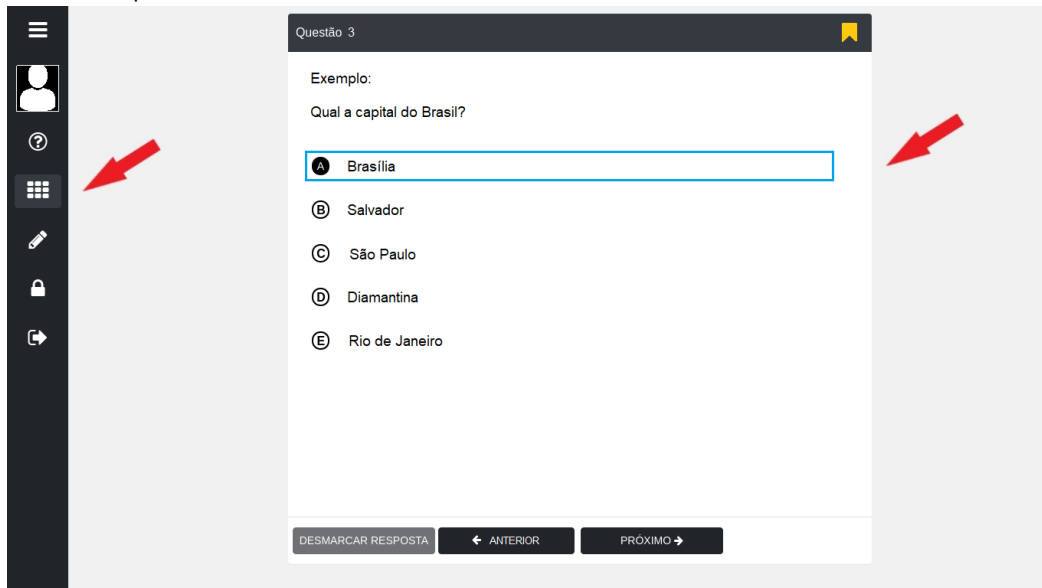 Questão 3
Exemplo:
Qual a capital do Brasil?
A Brasília
B Salvador
C São Paulo
D Diamantina
E Rio de Janeiro
DESMARCAR RESPOSTA ANTERIOR PRÓXIMO